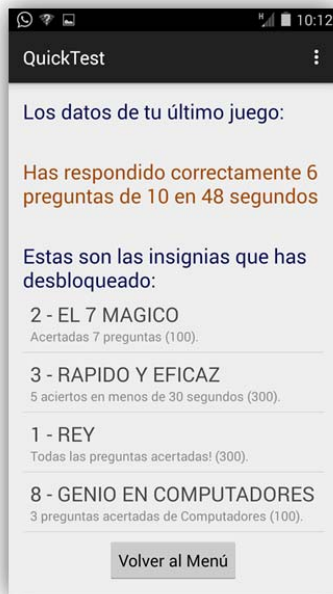 10:12
QuickTest
Los datos de tu último juego:
Has respondido correctamente 6
preguntas de 10 en 48 segundos
Estas son las insignias que has
desbloqueado:
2 - EL 7 MAGICO
Acertadas 7 preguntas (100).
3 - RAPIDO Y EFICAZ
5 aciertos en menos de 30 segundos (300).
1 - REY
Todas las preguntas acertadas! (300).
8 - GENIO EN COMPUTADORES
3 preguntas acertadas de Computadores (100).
Volver al Menú